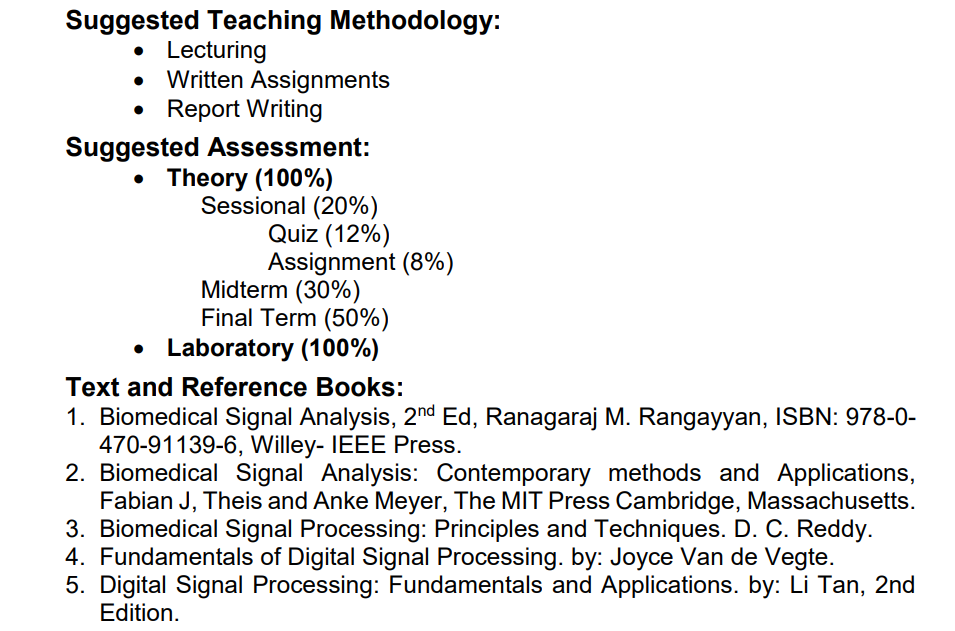 Suggested Teaching Methodology:
• Lecturing
• Written Assignments
• Report Writing
Suggested Assessment:
• Theory (100%)
Sessional (20%)
Quiz (12%)
Assignment (8%)
Midterm (30%)
Final Term (50%)
• Laboratory (100%)
Text and Reference Books:
1. Biomedical Signal Analysis, 2nd Ed, Ranagaraj M. Rangayyan, ISBN: 978-0-
470-91139-6, Willey- IEEE Press.
2. Biomedical Signal Analysis: Contemporary methods and Applications,
Fabian J, Theis and Anke Meyer, The MIT Press Cambridge, Massachusetts.
3. Biomedical Signal Processing: Principles and Techniques. D. C. Reddy.
4. Fundamentals of Digital Signal Processing. by: Joyce Van de Vegte.
5. Digital Signal Processing: Fundamentals and Applications. by: Li Tan, 2nd
Edition.